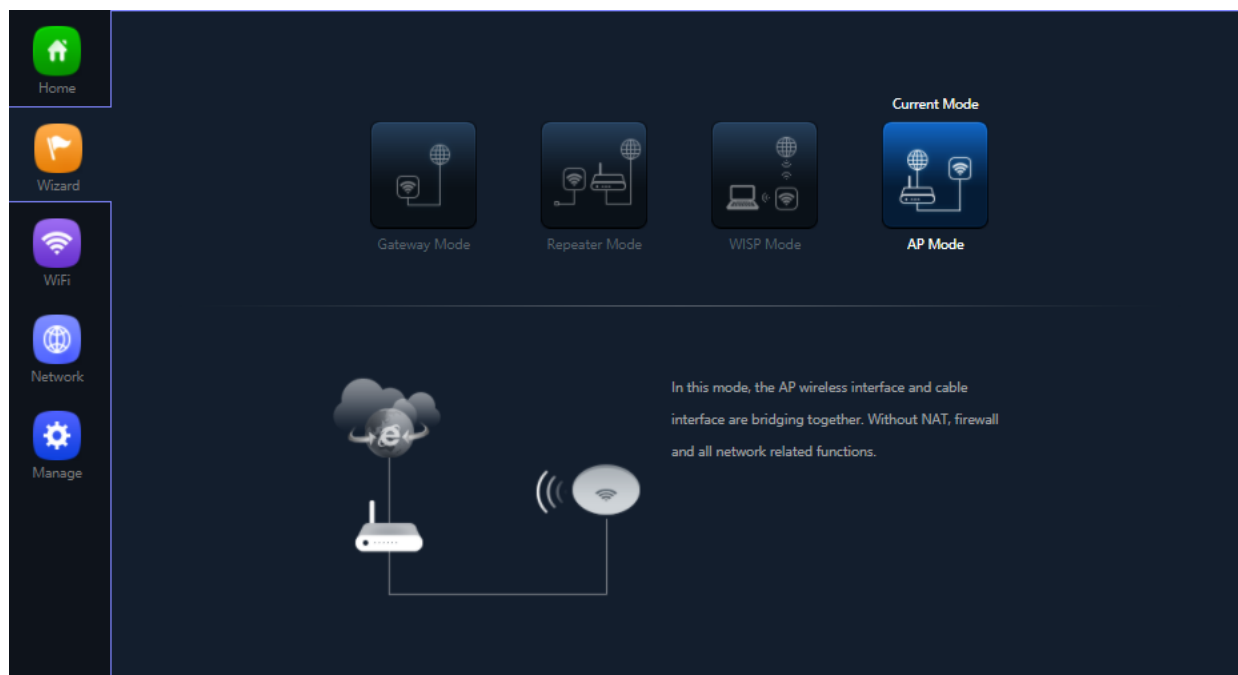 Home
Wizard
WiFi
Network
Manage
Current Mode
Gateway Mode
Repeater Mode
WISP Mode
AP Mode
In this mode, the AP wireless interface and cable
interface are bridging together. Without NAT, firewall
and all network related functions.